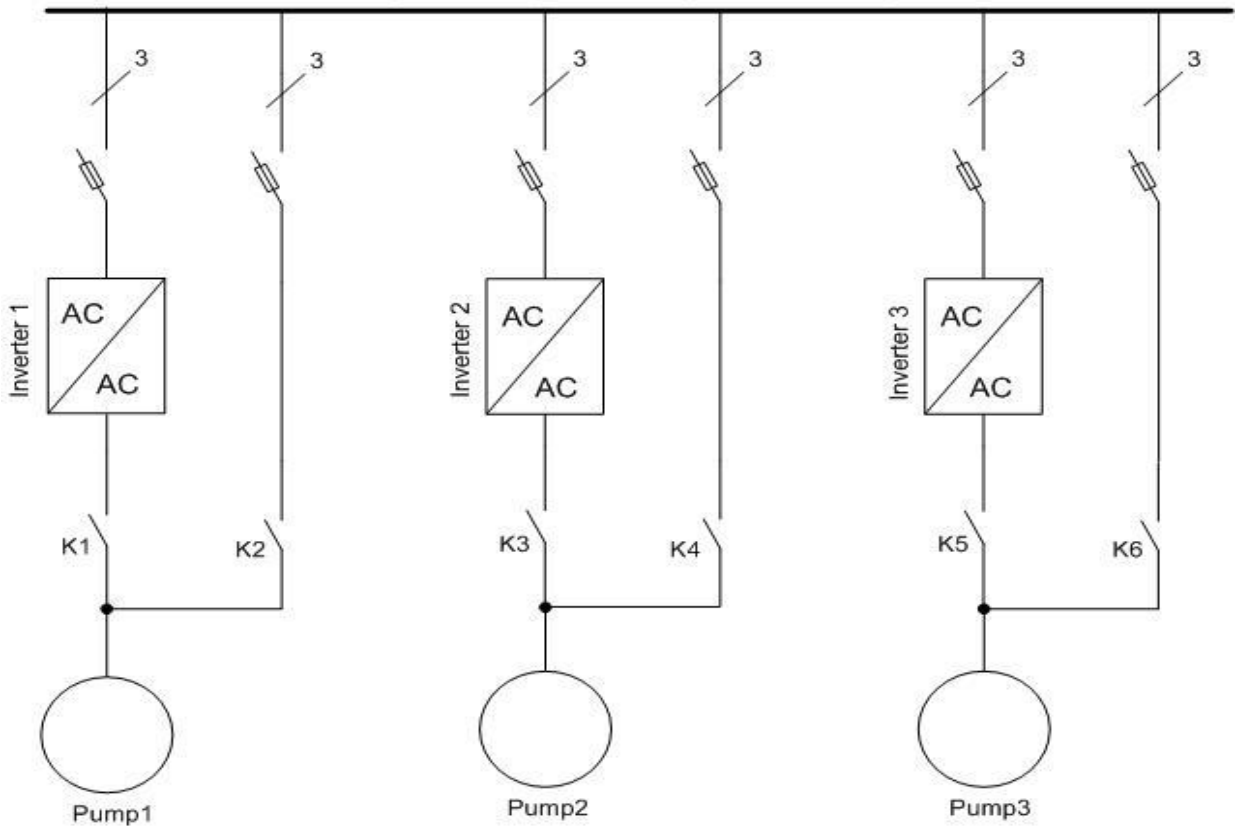 3
3
3
3
3
3
Inverter 1
AC
AC
Inverter 2
AC
AC
Inverter 3
AC
AC
K1
K2
K3
K4
K5
K6
Pump1
Pump2
Pump3